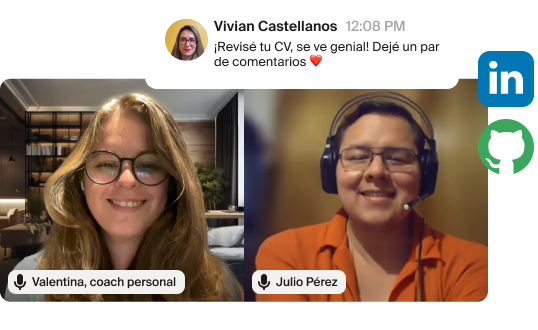 Vivian Castellanos 12:08 PM
¡Revisé tu CV, se ve genial! Dejé un par
de comentarios ❤️
in
Valentina, coach personal
Julio Pérez